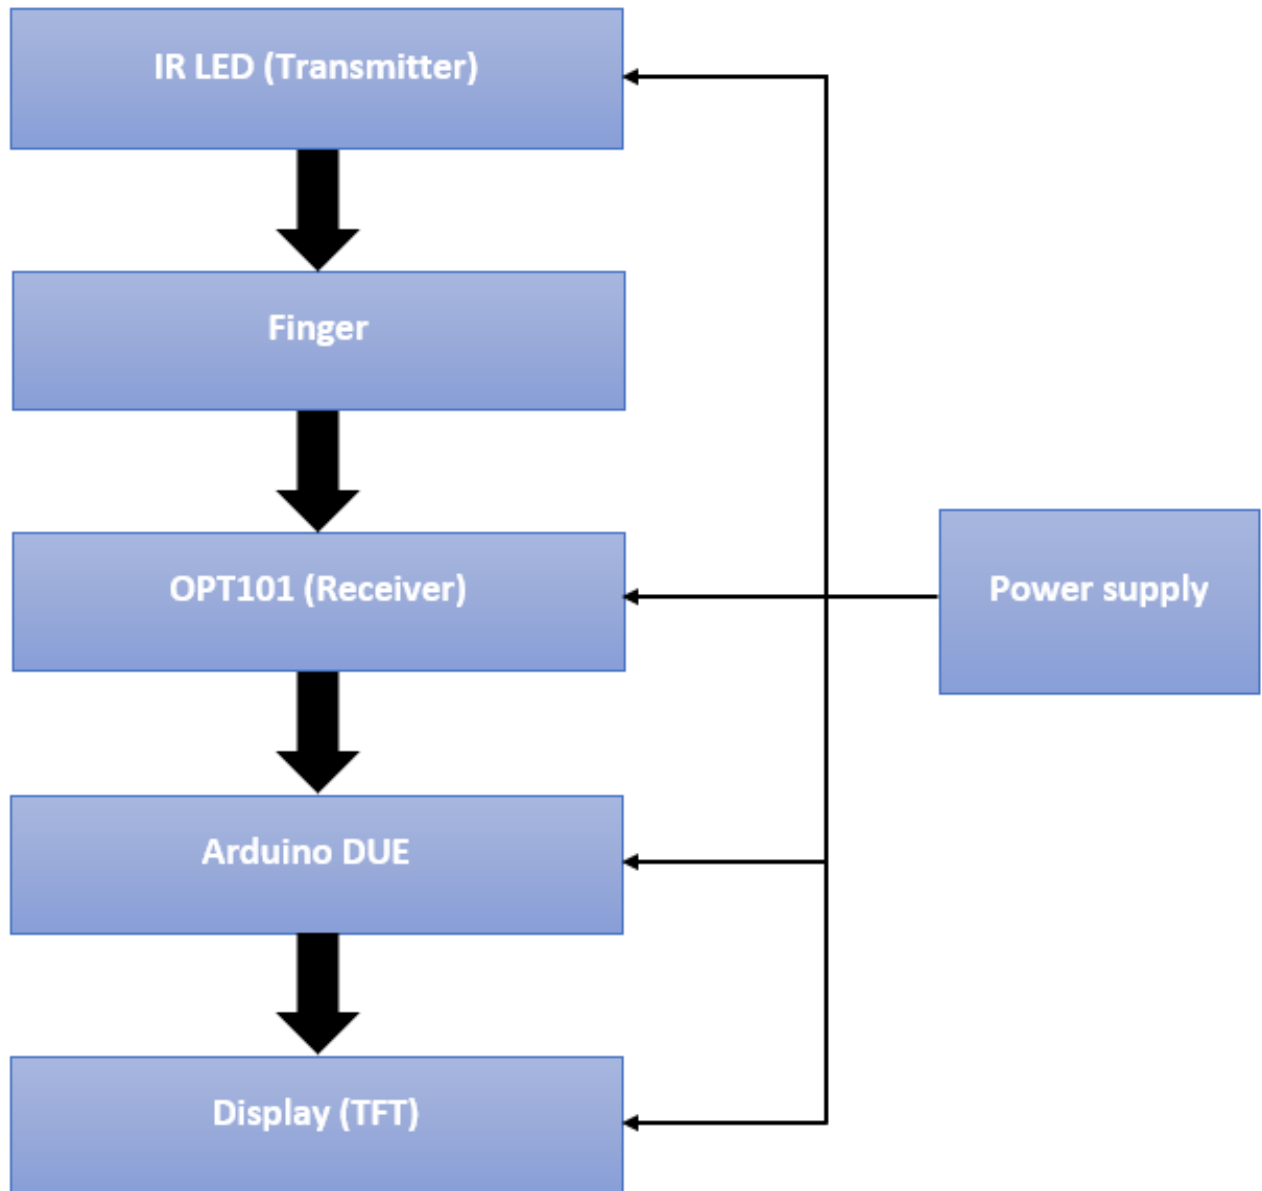 IR LED (Transmitter)
Finger
OPT101 (Receiver)
Power supply
Arduino DUE
Display (TFT)